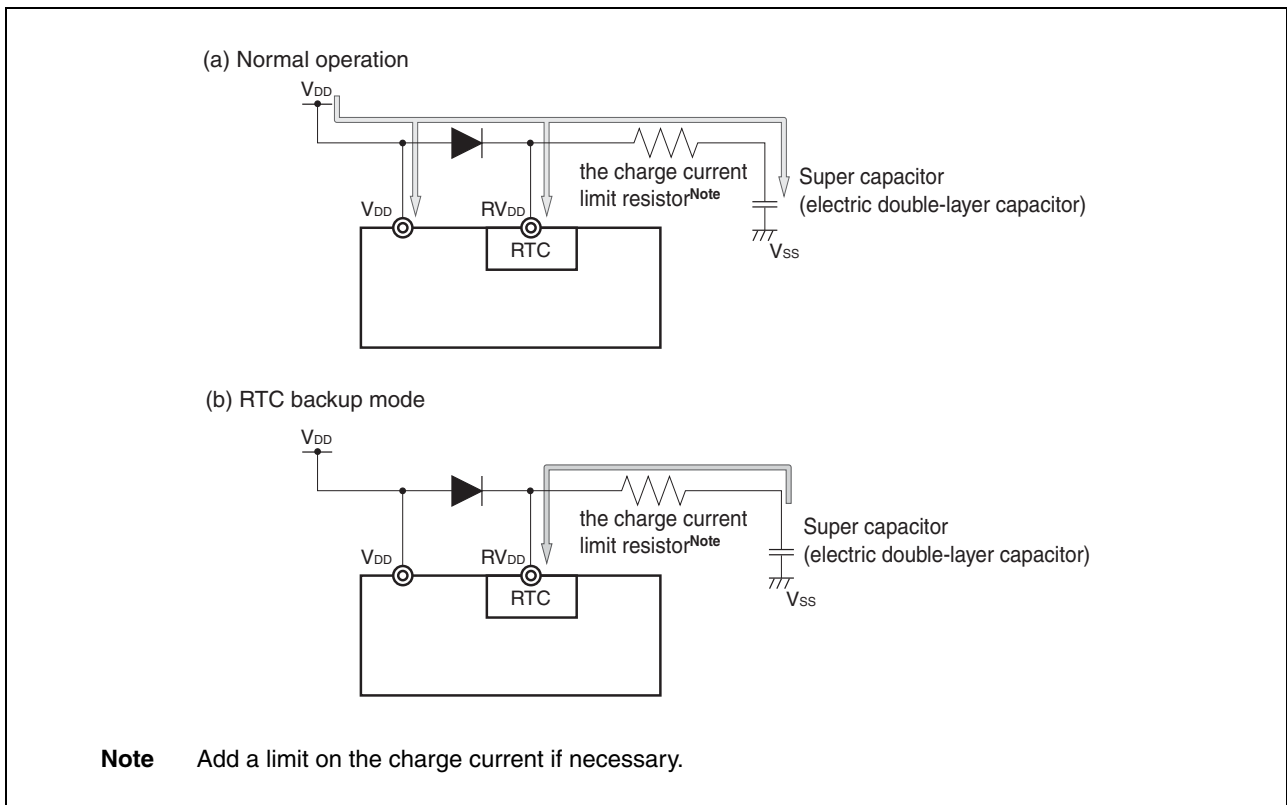 (a) Normal operation
VDD
the charge current
limit resistorNote
Super capacitor
(electric double-layer capacitor)
VDD
RVDD
RTC
VSS
(b) RTC backup mode
VDD
the charge current
limit resistorNote
Super capacitor
(electric double-layer capacitor)
VDD
RVDD
RTC
VSS
Note Add a limit on the charge current if necessary.